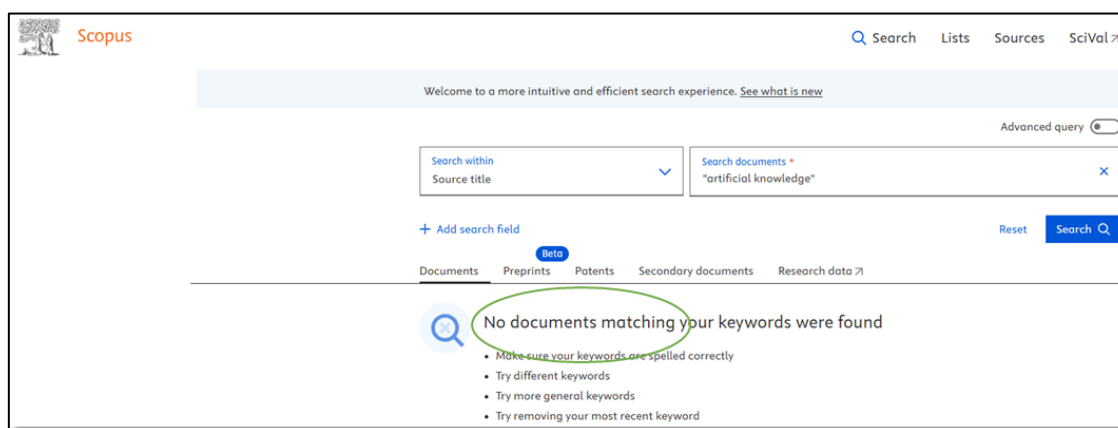 Scopus
Search Lists Sources SciVal
Welcome to a more intuitive and efficient search experience. See what is new
Advanced query
Search within
Source title
Search documents *
"artificial knowledge"
+ Add search field
Reset Search
Beta
Documents Preprints Patents Secondary documents Research data
No documents matching your keywords were found
• Make sure your keywords are spelled correctly
• Try different keywords
• Try more general keywords
• Try removing your most recent keyword